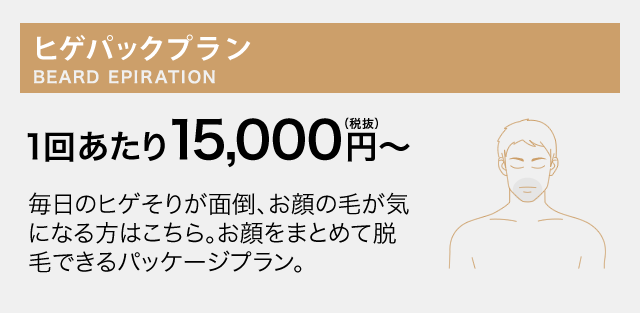 ヒゲパックプラン
BEARD EPIRATION
1回あたり15,000円(税抜)〜
毎日のヒゲそりが面倒、お顔の毛が気
になる方はこちら。お顔をまとめて脱
毛できるパッケージプラン。